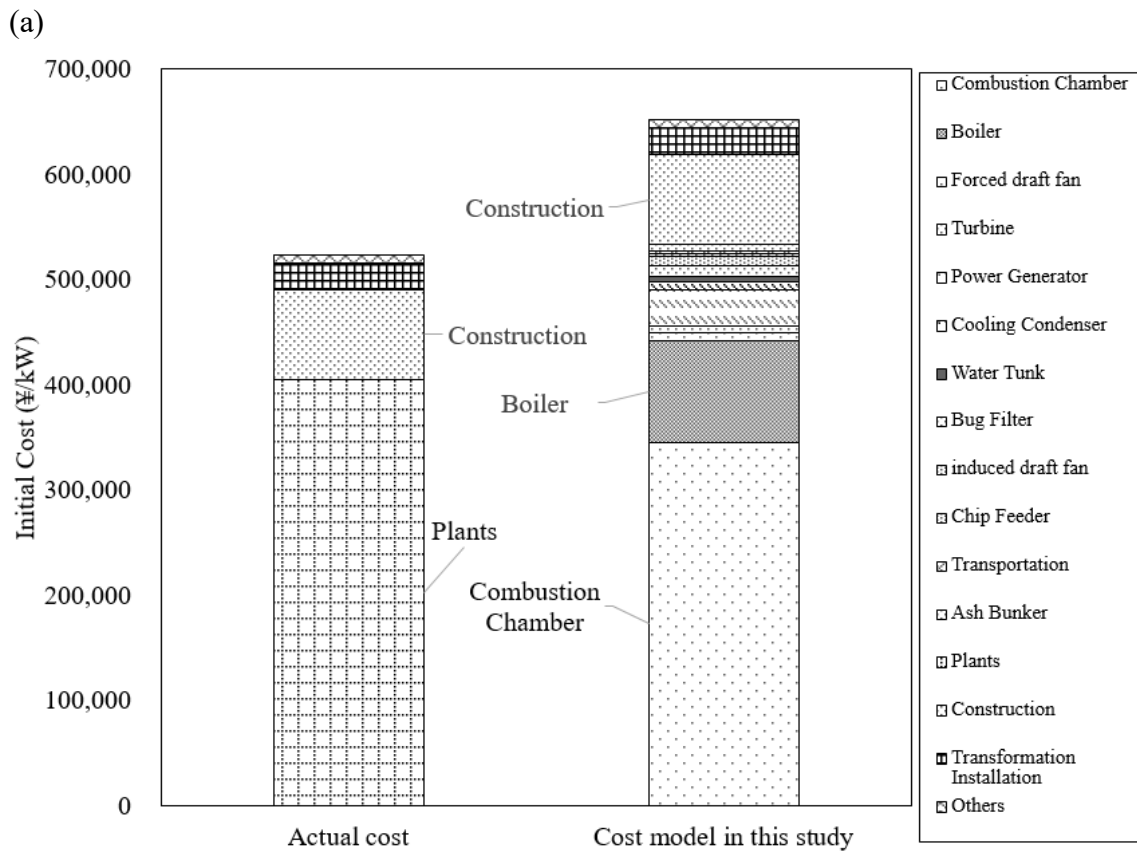 (a)
700,000
600,000
500,000
400,000
300,000
200,000
100,000
0
Initial Cost (¥/kW)
Construction
Plants
Construction
Boiler
Combustion
Chamber
Actual cost
Cost model in this study
Combustion Chamber
Boiler
Forced draft fan
Turbine
Power Generator
Cooling Condenser
Water Tunk
Bug Filter
induced draft fan
Chip Feeder
Transportation
Ash Bunker
Plants
Construction
Transformation
Installation
Others